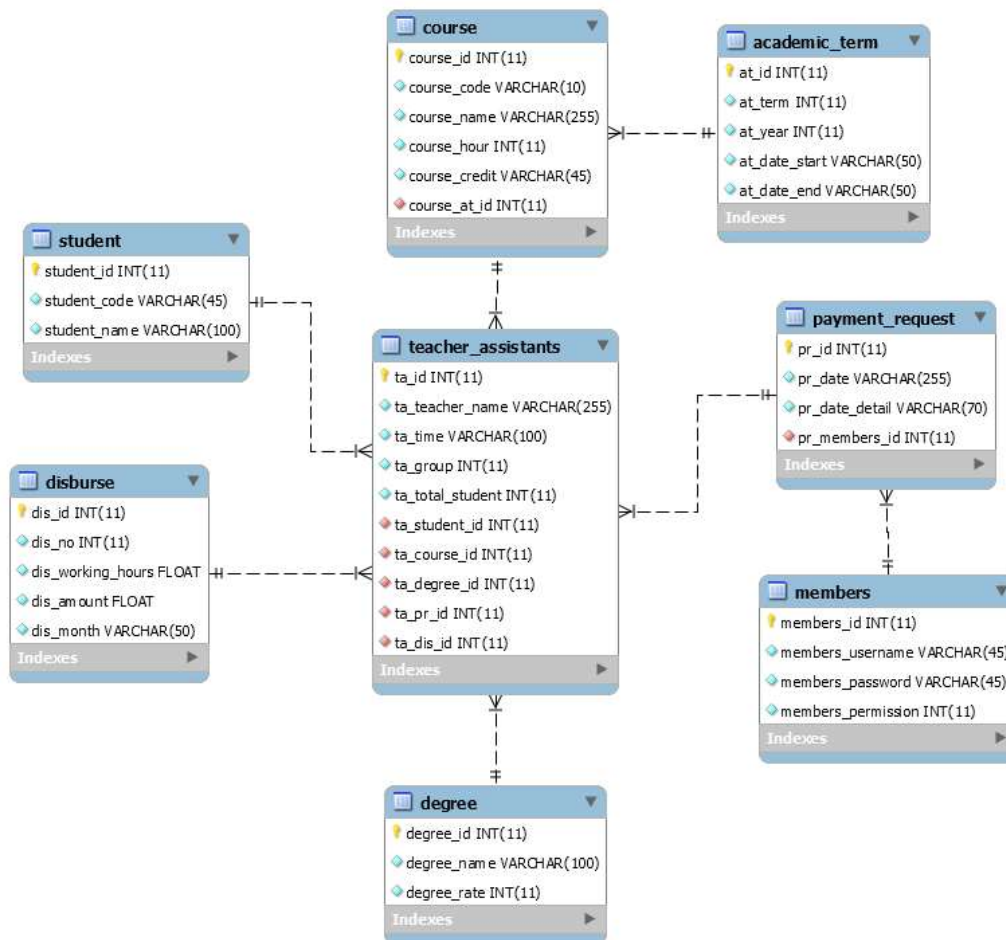 course
course_id INT(11)
course_code VARCHAR(10)
course_name VARCHAR(255)
course_hour INT(11)
course_credit VARCHAR(45)
course_at_id INT(11)
Indexes
academic_term
at_id INT(11)
at_term INT(11)
at_year INT(11)
at_date_start VARCHAR(50)
at_date_end VARCHAR(50)
Indexes
student
student_id INT(11)
student_code VARCHAR(45)
student_name VARCHAR(100)
Indexes
teacher_assistants
ta_id INT(11)
ta_teacher_name VARCHAR(255)
ta_time VARCHAR(100)
ta_group INT(11)
ta_total_student INT(11)
ta_student_id INT(11)
ta_course_id INT(11)
ta_degree_id INT(11)
ta_pr_id INT(11)
ta_dis_id INT(11)
Indexes
payment_request
pr_id INT(11)
pr_date VARCHAR(255)
pr_date_detail VARCHAR(70)
pr_members_id INT(11)
Indexes
disburse
dis_id INT(11)
dis_no INT(11)
dis_working_hours FLOAT
dis_amount FLOAT
dis_month VARCHAR(50)
Indexes
members
members_id INT(11)
members_username VARCHAR(45)
members_password VARCHAR(45)
members_permission INT(11)
Indexes
degree
degree_id INT(11)
degree_name VARCHAR(100)
degree_rate INT(11)
Indexes